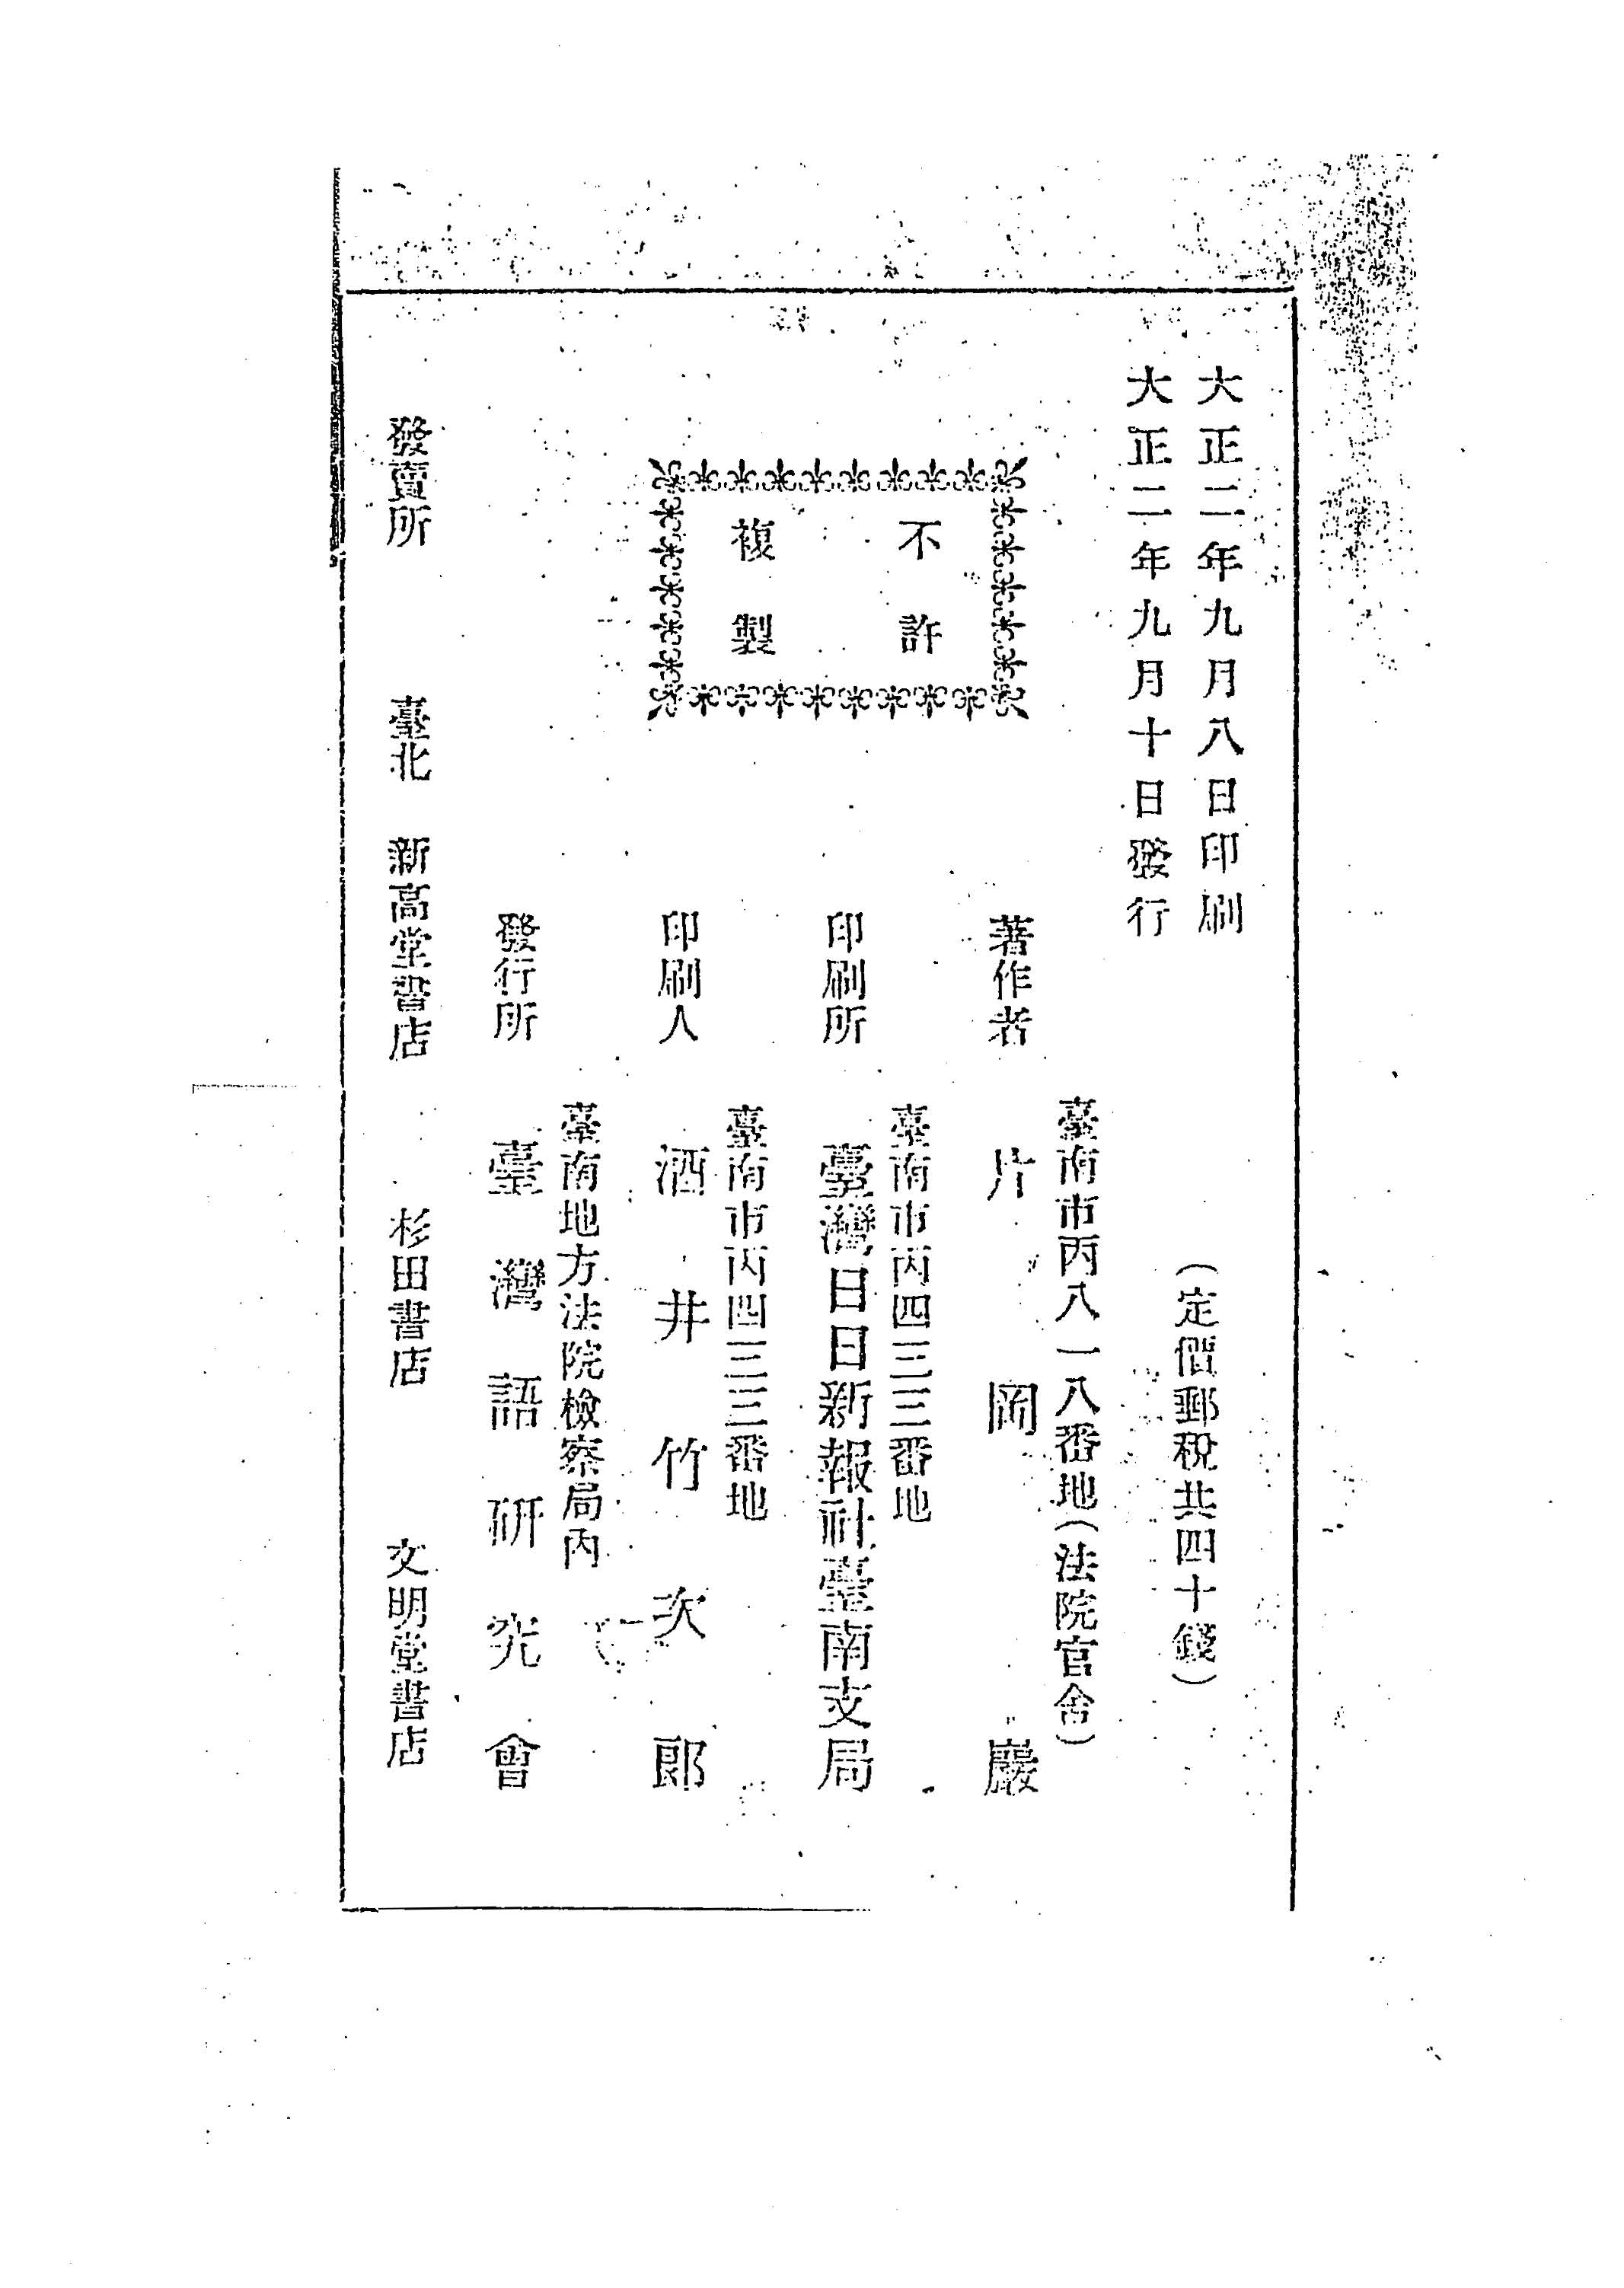 大正二年九月八日印刷
大正二年九月十日發行
(定價郵稅共四十錢)
不許
複製
臺南市丙八一八番地(法院官舍)
著作者 片岡巖
臺南市丙四三三番地
印刷所 臺灣日日新報社臺南支局
臺南市丙四三三番地
印刷人 酒井竹次郎
臺南地方法院檢察局內
發行所 臺灣語硏究會
發賣所 臺北 新高堂書店 杉田書店 文明堂書店